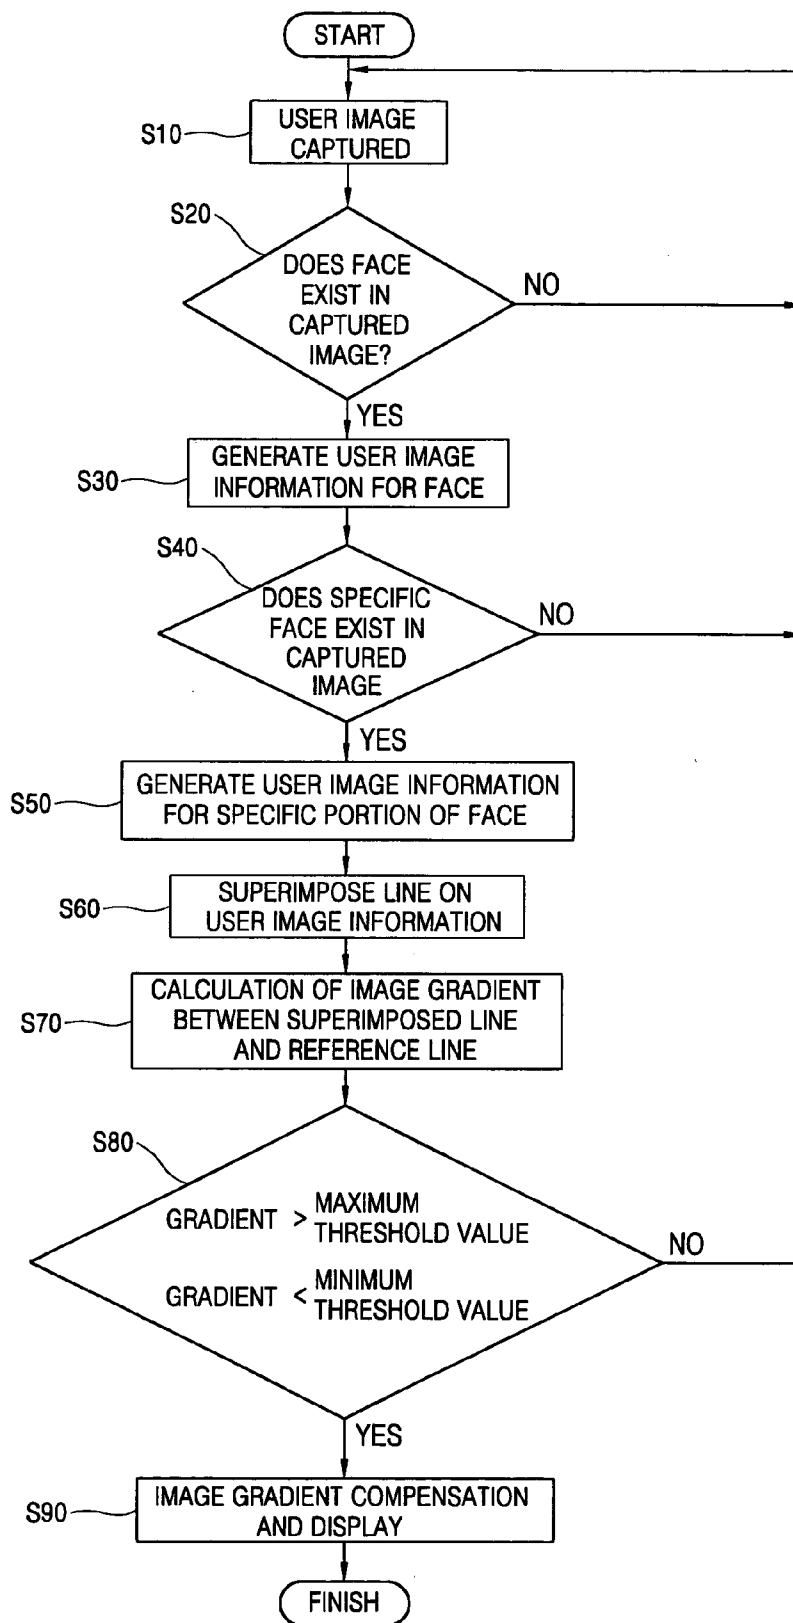 START
S10
USER IMAGE
CAPTURED
S20
DOES FACE
EXIST IN
CAPTURED
IMAGE?
NO
YES
S30
GENERATE USER IMAGE
INFORMATION FOR FACE
S40
DOES SPECIFIC
FACE EXIST IN
CAPTURED
IMAGE
NO
YES
S50
GENERATE USER IMAGE INFORMATION
FOR SPECIFIC PORTION OF FACE
S60
SUPERIMPOSE LINE ON
USER IMAGE INFORMATION
S70
CALCULATION OF IMAGE GRADIENT
BETWEEN SUPERIMPOSED LINE
AND REFERENCE LINE
S80
GRADIENT > MAXIMUM
THRESHOLD VALUE
GRADIENT < MINIMUM
THRESHOLD VALUE
NO
YES
S90
IMAGE GRADIENT COMPENSATION
AND DISPLAY
FINISH